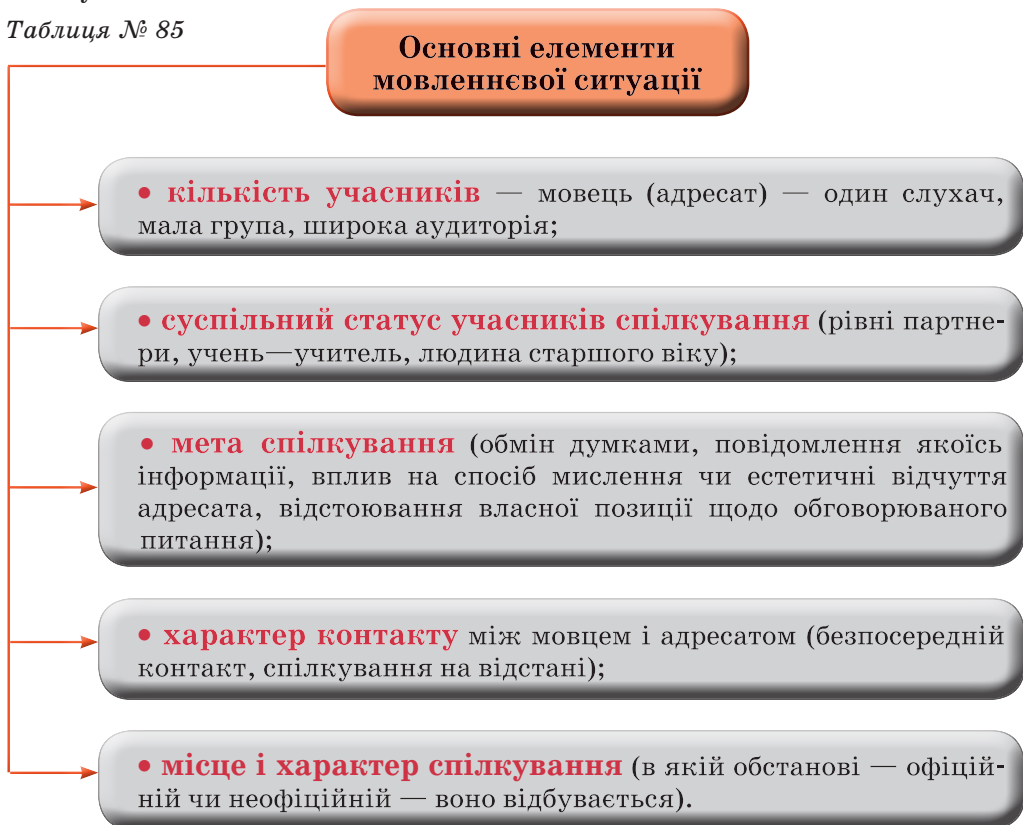 Таблиця № 85
Основні елементи
мовленнєвої ситуації
• кількість учасників — мовець (адресат) — один слухач,
мала група, широка аудиторія;
• суспільний статус учасників спілкування (рівні партне-
ри, учень—учитель, людина старшого віку);
• мета спілкування (обмін думками, повідомлення якоїсь
інформації, вплив на спосіб мислення чи естетичні відчуття
адресата, відстоювання власної позиції щодо обговорюваного
питання);
• характер контакту між мовцем і адресатом (безпосередній
контакт, спілкування на відстані);
• місце і характер спілкування (в якій обстанові — офіцій-
ній чи неофіційній — воно відбувається).